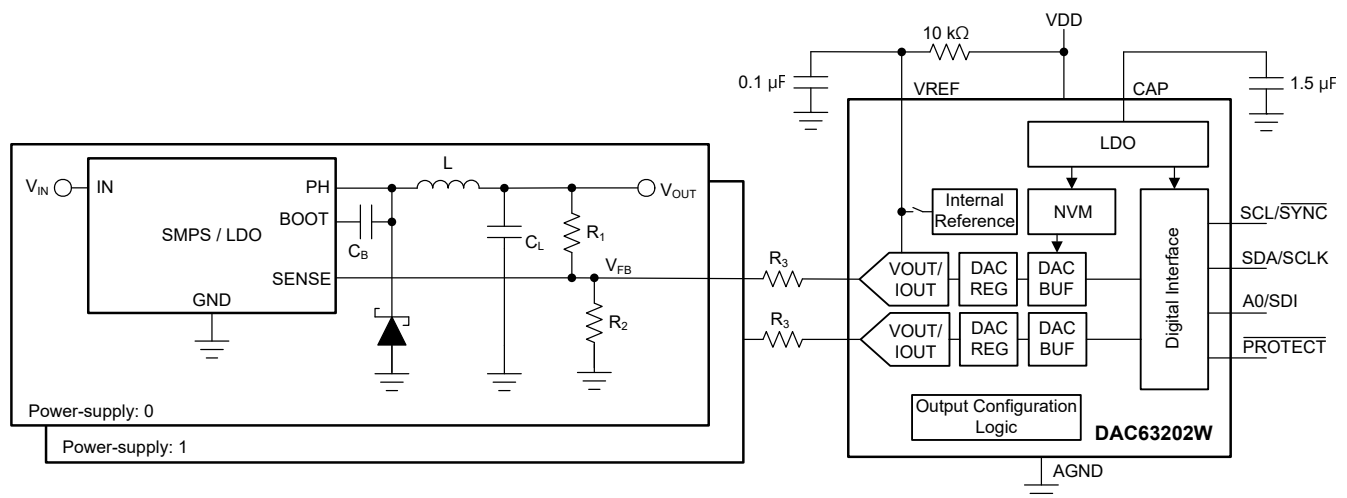 10 kΩ
VDD
0.1 µF
VREF
CAP
1.5 µF
LDO
Internal
Reference
NVM
VOUT/
IOUT
DAC
REG
DAC
BUF
VOUT/
IOUT
DAC
REG
DAC
BUF
Digital Interface
SCL/SYNC
SDA/SCLK
A0/SDI
PROTECT
Output Configuration
Logic
DAC63202W
AGND
VIN
IN
PH
BOOT
SMPS / LDO
SENSE
GND
CB
L
CL
R1
VOUT
VFB
R2
R3
R3
Power-supply: 0
Power-supply: 1